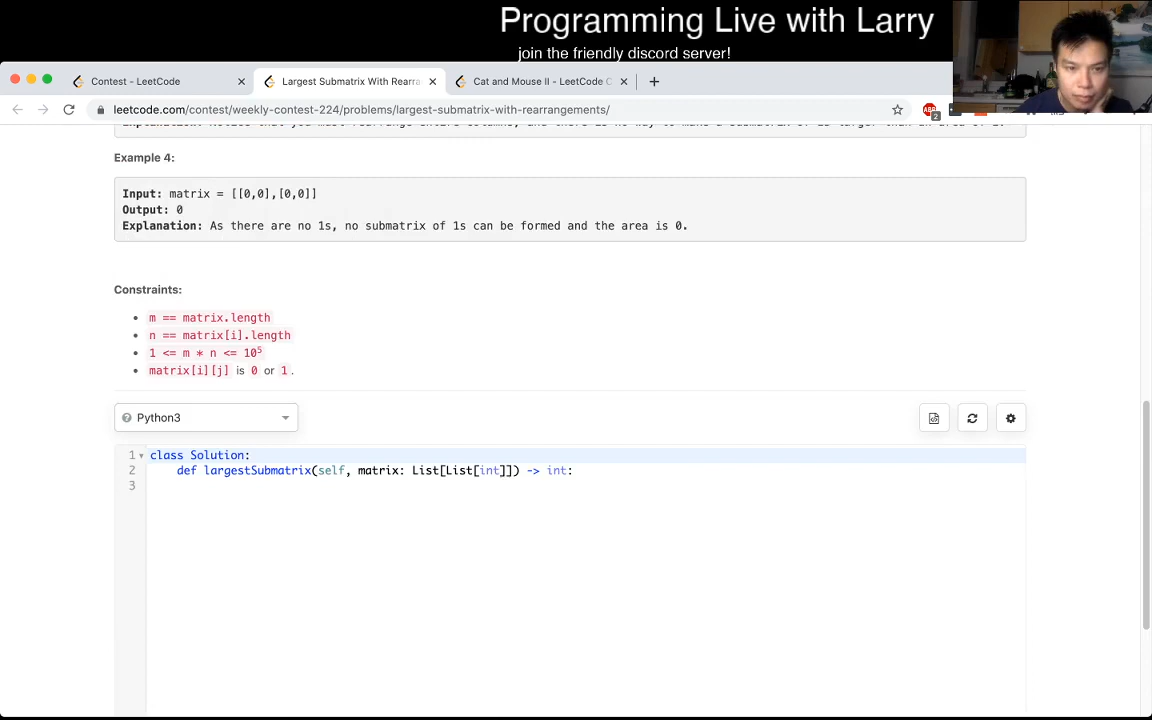 Programming Live with Larry
join the friendly discord server!
Contest - LeetCode
Largest Submatrix With Rearra
Cat and Mouse II - LeetCode C
leetcode.com/contest/weekly-contest-224/problems/largest-submatrix-with-rearrangements/
2
Example 4:
Input: matrix = [[0,0],[0,0]]
Output: 0
Explanation: As there are no 1s, no submatrix of 1s can be formed and the area is 0.
Constraints:
m == matrix.length
n == matrix[i].length
1 <= m * n <= 10⁵
matrix[i][j] is 0 or 1.
Python3
1 class Solution:
2 def largestSubmatrix(self, matrix: List[List[int]]) -> int:
3